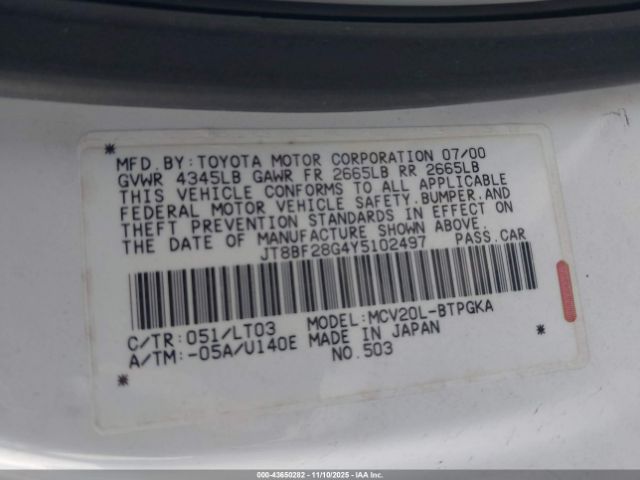 MFD. BY: TOYOTA MOTOR CORPORATION 07/00
GVWR 4345LB GAWR FR 2665LB RR 2665LB
THIS VEHICLE CONFORMS TO ALL APPLICABLE
FEDERAL MOTOR VEHICLE SAFETY, BUMPER, AND
THEFT PREVENTION STANDARDS IN EFFECT ON
THE DATE OF MANUFACTURE SHOWN ABOVE.
JT8BF28G4Y5102497 PASS. CAR
C/TR: 051/LT03 MODEL: MCV20L-BTPGKA
A/TM: -05A/U140E MADE IN JAPAN
NO. 503
000-43650282 - 11/10/2025 - IAA Inc.